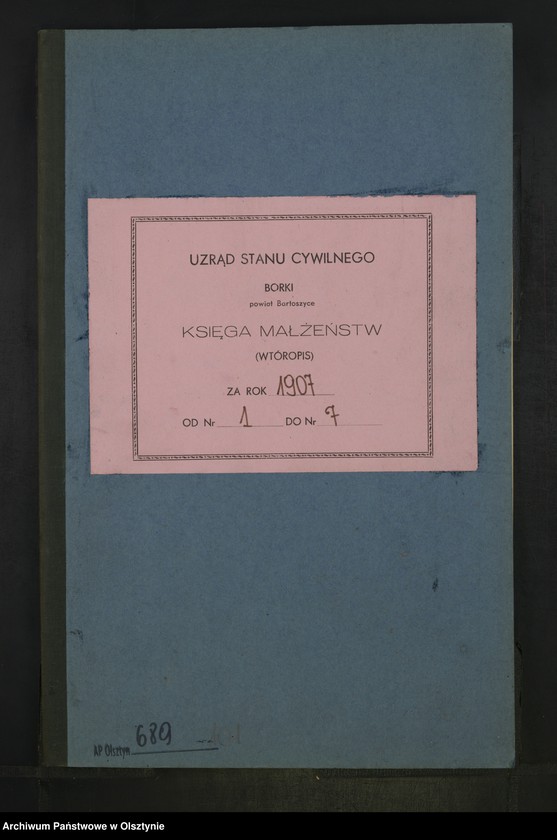 UZRĄD STANU CYWILNEGO
BORKI
powiat Bartoszyce
KSIĘGA MAŁŻEŃSTW
(WTÓROPIS)
ZA ROK 1907
OD Nr 1 DO Nr 7
AP Olsztyn 689
Archiwum Państwowe w Olsztynie